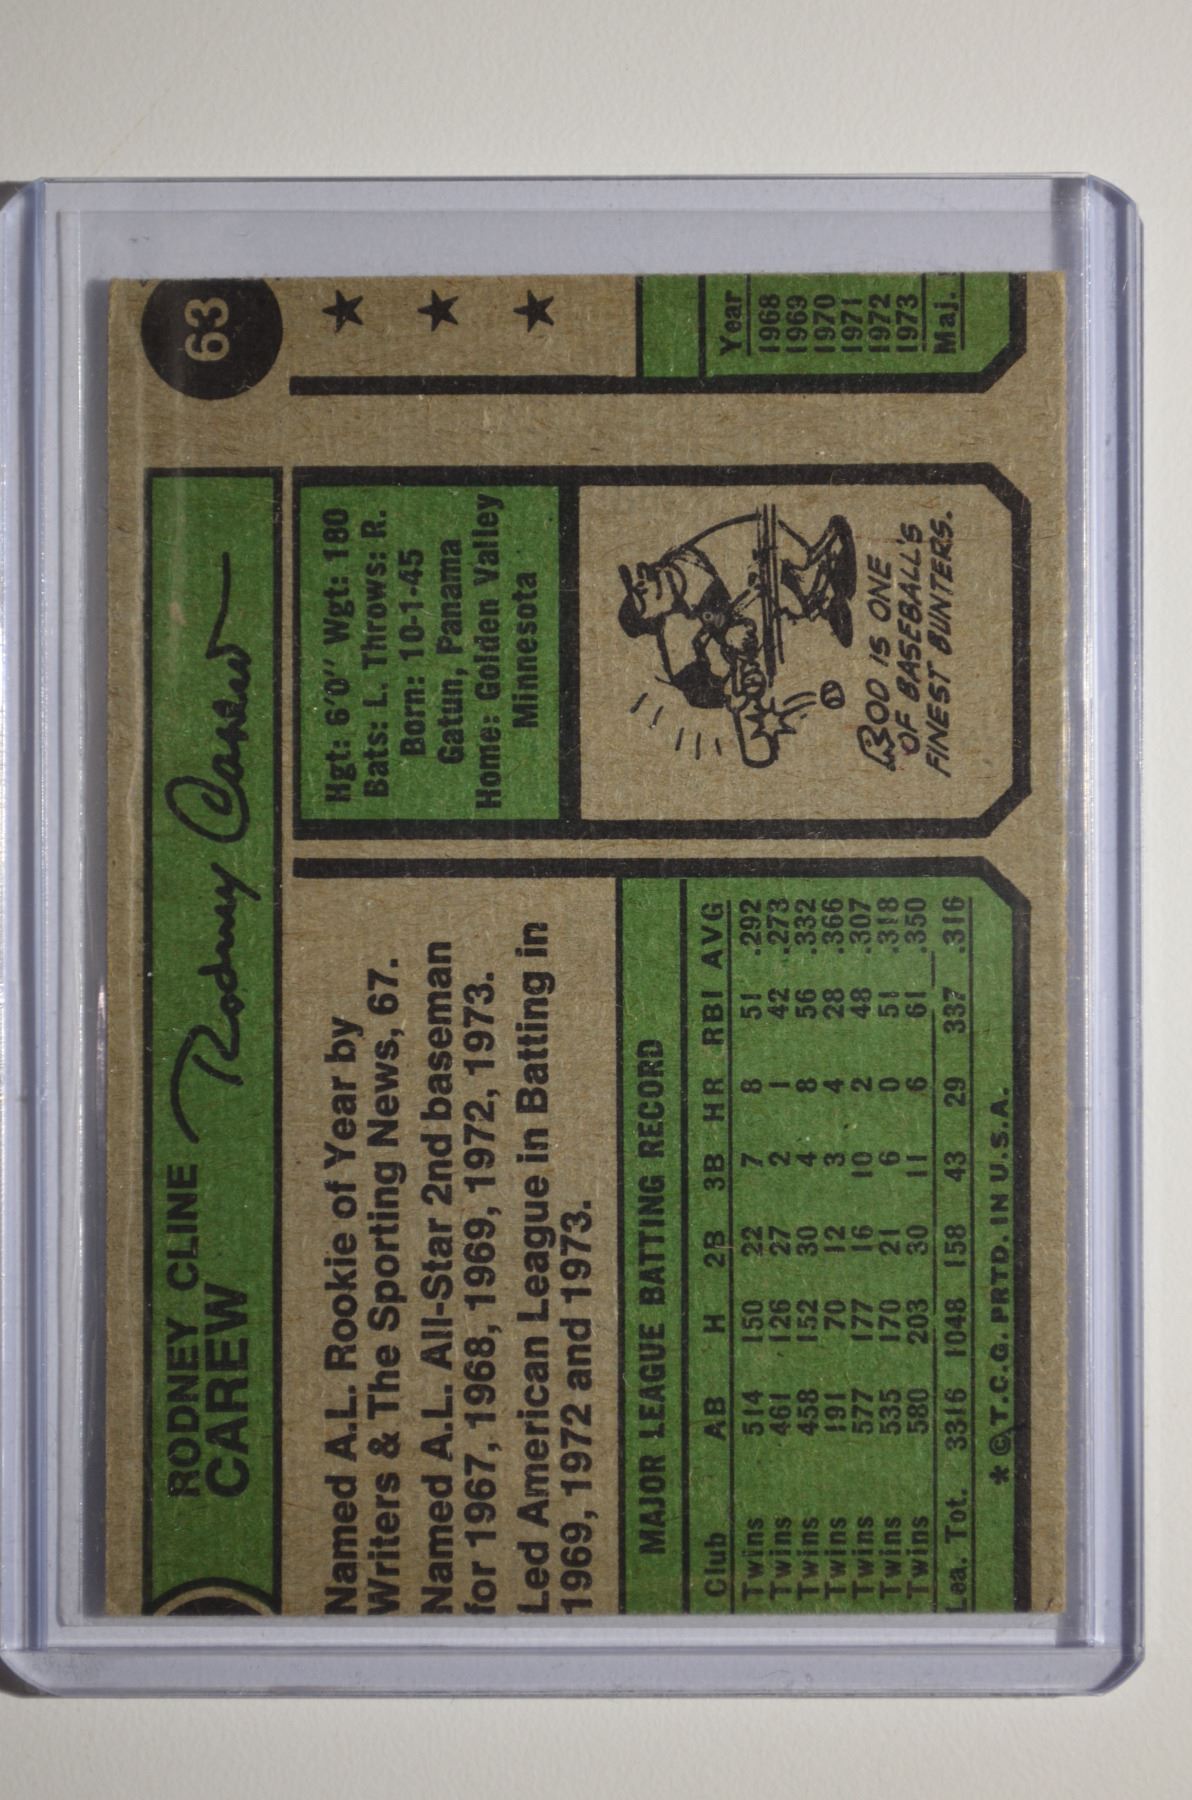 RODNEY CLINE
CAREW
Rodney Carew
Named A.L. Rookie of Year by
Writers & The Sporting News, 67.
Named A.L. All-Star 2nd baseman
for 1967, 1968, 1969, 1972, 1973.
Led American League in Batting in
1969, 1972 and 1973.
MAJOR LEAGUE BATTING RECORD
Club AB H 2B 3B HR RBI AVG
Twins 514 150 22 7 8 51 .292
Twins 461 126 27 2 1 42 .273
Twins 458 152 30 4 8 56 .332
Twins 191 70 12 3 4 28 .366
Twins 577 177 16 10 2 48 .307
Twins 535 170 21 6 0 51 .318
Twins 580 203 30 11 6 61 .350
Lea. Tot. 3316 1048 158 43 29 337 .316
* © T.C.G. PRTD. IN U.S.A.
Hgt: 6'0" Wgt: 180
Bats: L. Throws: R.
Born: 10-1-45
Gatun, Panama
Home: Golden Valley
Minnesota
ROD IS ONE
OF BASEBALL'S
FINEST BUNTERS.
63
Year
1968
1969
1970
1971
1972
1973
Maj.